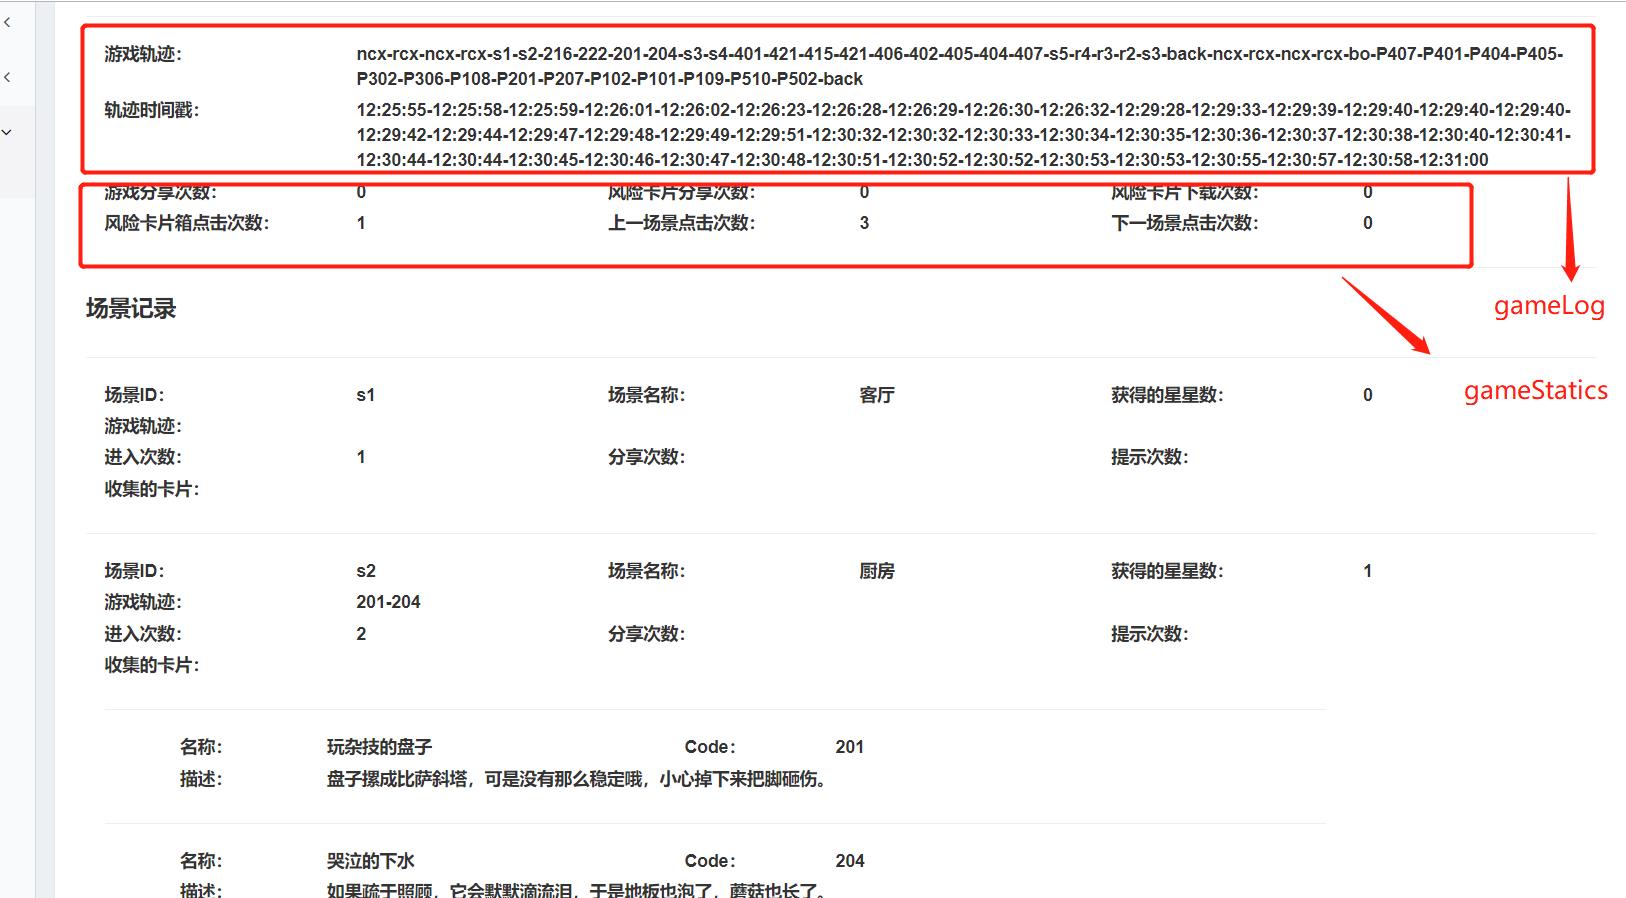 游戏轨迹: ncx-rcx-ncx-rcx-s1-s2-216-222-201-204-s3-s4-401-421-415-421-406-402-405-404-407-s5-r4-r3-r2-s3-back-ncx-rcx-ncx-rcx-bo-P407-P401-P404-P405-
P302-P306-P108-P201-P207-P102-P101-P109-P510-P502-back
轨迹时间戳: 12:25:55-12:25:58-12:25:59-12:26:01-12:26:02-12:26:23-12:26:28-12:26:29-12:26:30-12:26:32-12:29:28-12:29:33-12:29:39-12:29:40-12:29:40-12:29:40-
12:29:42-12:29:44-12:29:47-12:29:48-12:29:49-12:29:51-12:30:32-12:30:32-12:30:33-12:30:34-12:30:35-12:30:36-12:30:37-12:30:38-12:30:40-12:30:41-
12:30:44-12:30:44-12:30:45-12:30:46-12:30:47-12:30:48-12:30:51-12:30:52-12:30:52-12:30:53-12:30:53-12:30:55-12:30:57-12:30:58-12:31:00
游戏分享次数: 0 风险卡片分享次数: 0 风险卡片下载次数: 0
风险卡片箱点击次数: 1 上一场景点击次数: 3 下一场景点击次数: 0
gameLog
场景记录
gameStatics
场景ID: s1 场景名称: 客厅 获得的星星数: 0
游戏轨迹:
进入次数: 1 分享次数: 提示次数:
收集的卡片:
场景ID: s2 场景名称: 厨房 获得的星星数: 1
游戏轨迹: 201-204
进入次数: 2 分享次数: 提示次数:
收集的卡片:
名称: 玩杂技的盘子 Code: 201
描述: 盘子摞成比萨斜塔，可是没有那么稳定哦，小心掉下来把脚砸伤。
名称: 哭泣的下水 Code: 204
描述: 如果疏于照顾，它会默默滴流泪，于是地板也泡了，蘑菇也长了。